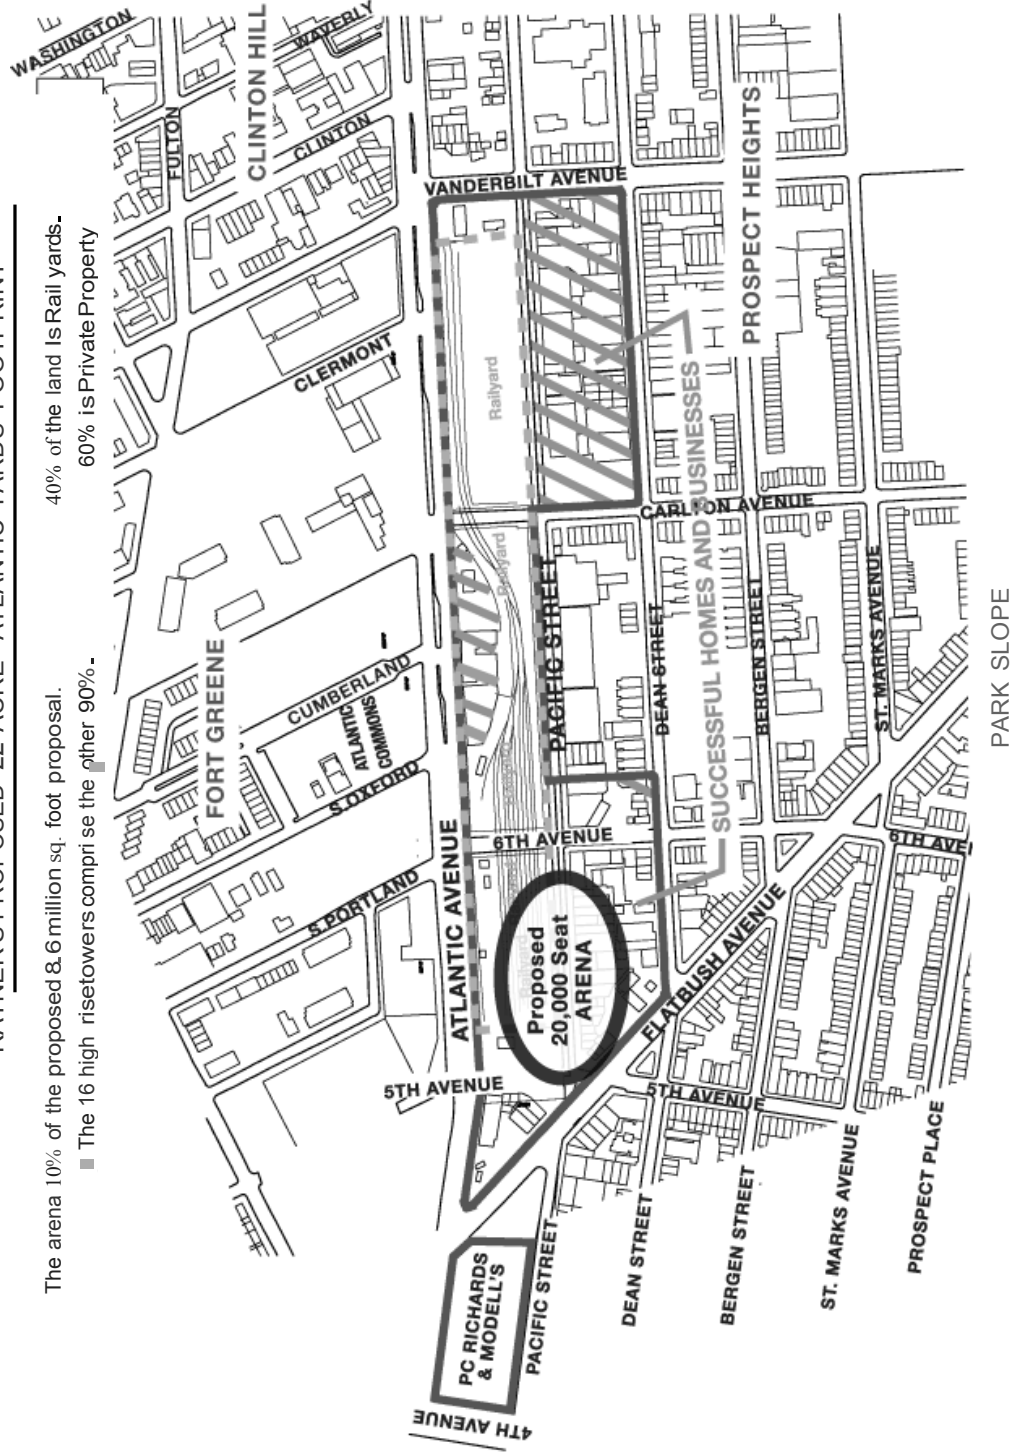 RATNER'S PROPOSED 22-ACRE "ATLANTIC YARDS" FOOTPRINT
The arena 10% of the proposed 8.6 million sq. foot proposal.
40% of the land Is Rail yards.
The 16 high risetowers compri se the other 90%.
60% is Private Property
WASHINGTON
WAVERLY
FULTON
CLINTON HILL
CLINTON
CLERMONT
FORT GREENE
CUMBERLAND
ATLANTIC
COMMONS
S.OXFORD
S.PORTLAND
ATLANTIC AVENUE
VANDERBILT AVENUE
Railyard
Railyard
5TH AVENUE
6TH AVENUE
PACIFIC STREET
CARLTON AVENUE
PROSPECT HEIGHTS
Proposed
20,000 Seat
ARENA
DEAN STREET
SUCCESSFUL HOMES AND BUSINESSES
BERGEN STREET
ST. MARKS AVENUE
FLATBUSH AVENUE
6TH AVEN
5TH AVENUE
PC RICHARDS
& MODELL'S
4TH AVENUE
PACIFIC STREET
DEAN STREET
BERGEN STREET
ST. MARKS AVENUE
PROSPECT PLACE
PARK SLOPE